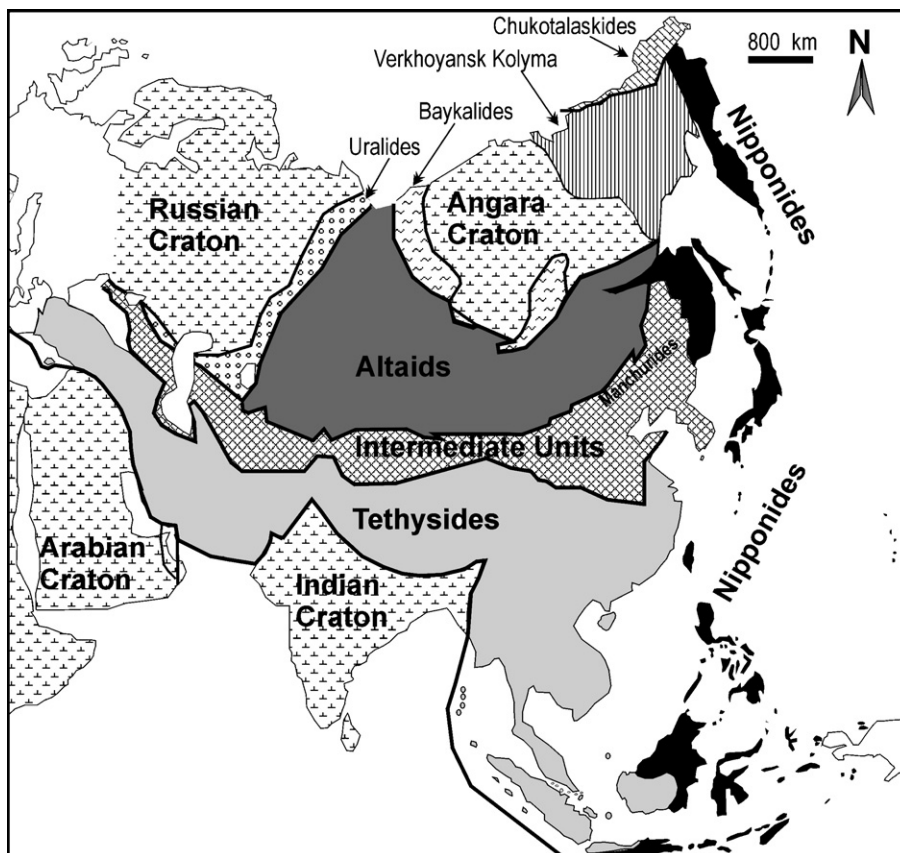 Chukotalaskides
800 km
N
Verkhoyansk Kolyma
Baykalides
Uralides
Nipponides
Russian
Craton
Angara
Craton
Altaids
Manchurides
Intermediate Units
Tethysides
Arabian
Craton
Indian
Craton
Nipponides